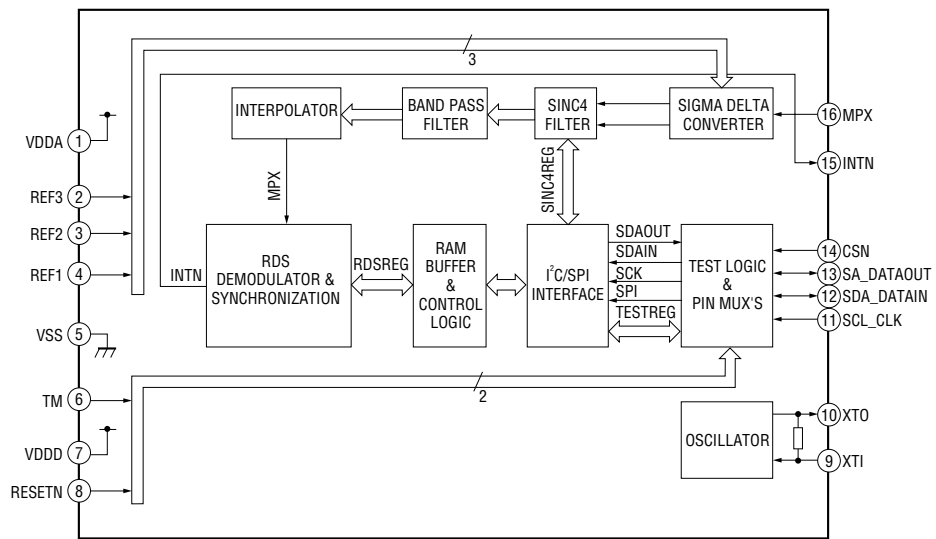 3
INTERPOLATOR
BAND PASS
FILTER
SINC4
FILTER
SIGMA DELTA
CONVERTER
VDDA 1
REF3 2
REF2 3
REF1 4
VSS 5
TM 6
VDDD 7
RESETN 8
16 MPX
15 INTN
14 CSN
13 SA_DATAOUT
12 SDA_DATAIN
11 SCL_CLK
10 XTO
9 XTI
MPX
SINC4REG
INTN
RDS
DEMODULATOR &
SYNCHRONIZATION
RDSREG
RAM
BUFFER
&
CONTROL
LOGIC
I²C/SPI
INTERFACE
SDAOUT
SDAIN
SCK
SPI
TESTREG
TEST LOGIC
&
PIN MUX'S
2
OSCILLATOR